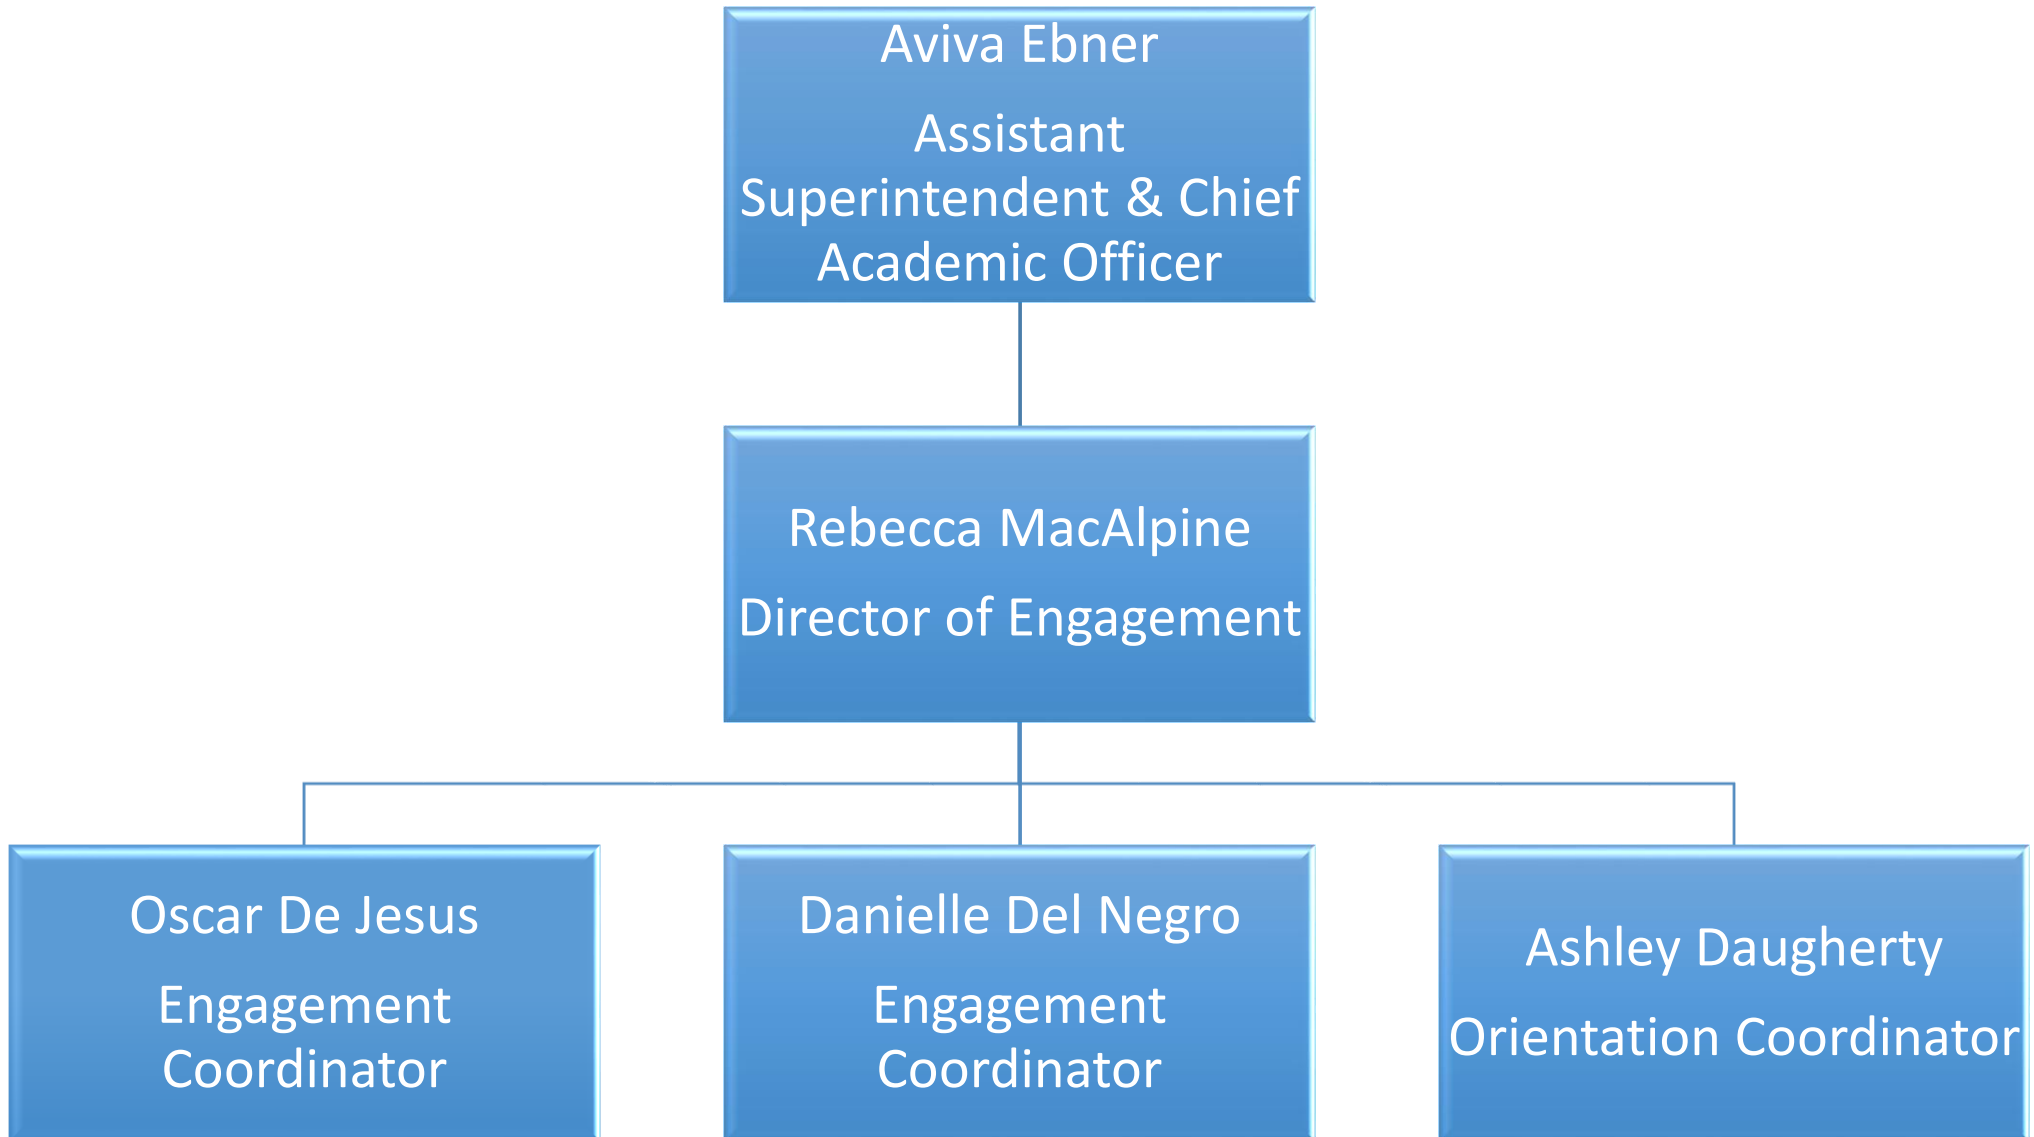 Aviva Ebner
Assistant
Superintendent & Chief
Academic Officer
Rebecca MacAlpine
Director of Engagement
Oscar De Jesus
Engagement
Coordinator
Danielle Del Negro
Engagement
Coordinator
Ashley Daugherty
Orientation Coordinator